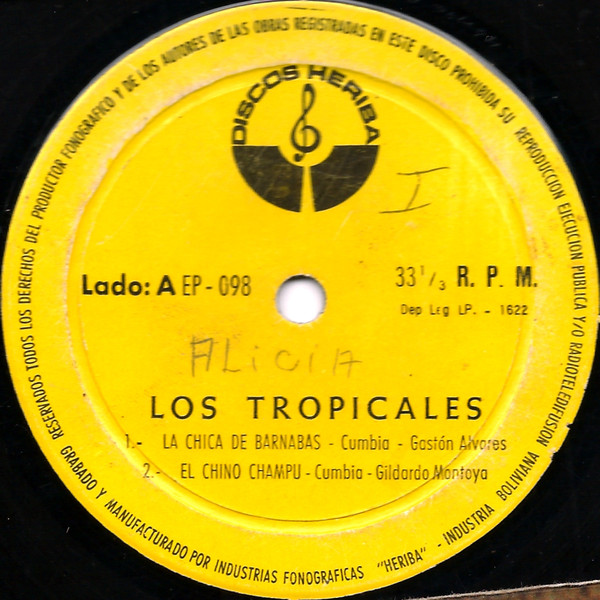 RESERVADOS TODOS LOS DERECHOS DEL PRODUCTOR FONOGRAFICO Y DE LOS AUTORES DE LAS OBRAS REGISTRADAS EN ESTE DISCO PROHIBIDA SU REPRODUCCION EJECUCION PUBLICA Y/O RADIOTELEDIFUSION
DISCOS HERIBA
I
Lado: A EP - 098
33 1/3 R. P. M.
Dep Leg LP. - 1622
ALiCiA
LOS TROPICALES
1.- LA CHICA DE BARNABAS - Cumbia - Gastón Alvares
2.- EL CHINO CHAMPU - Cumbia - Gildardo Montoya
GRABADO Y MANUFACTURADO POR INDUSTRIAS FONOGRAFICAS "HERIBA" - INDUSTRIA BOLIVIANA